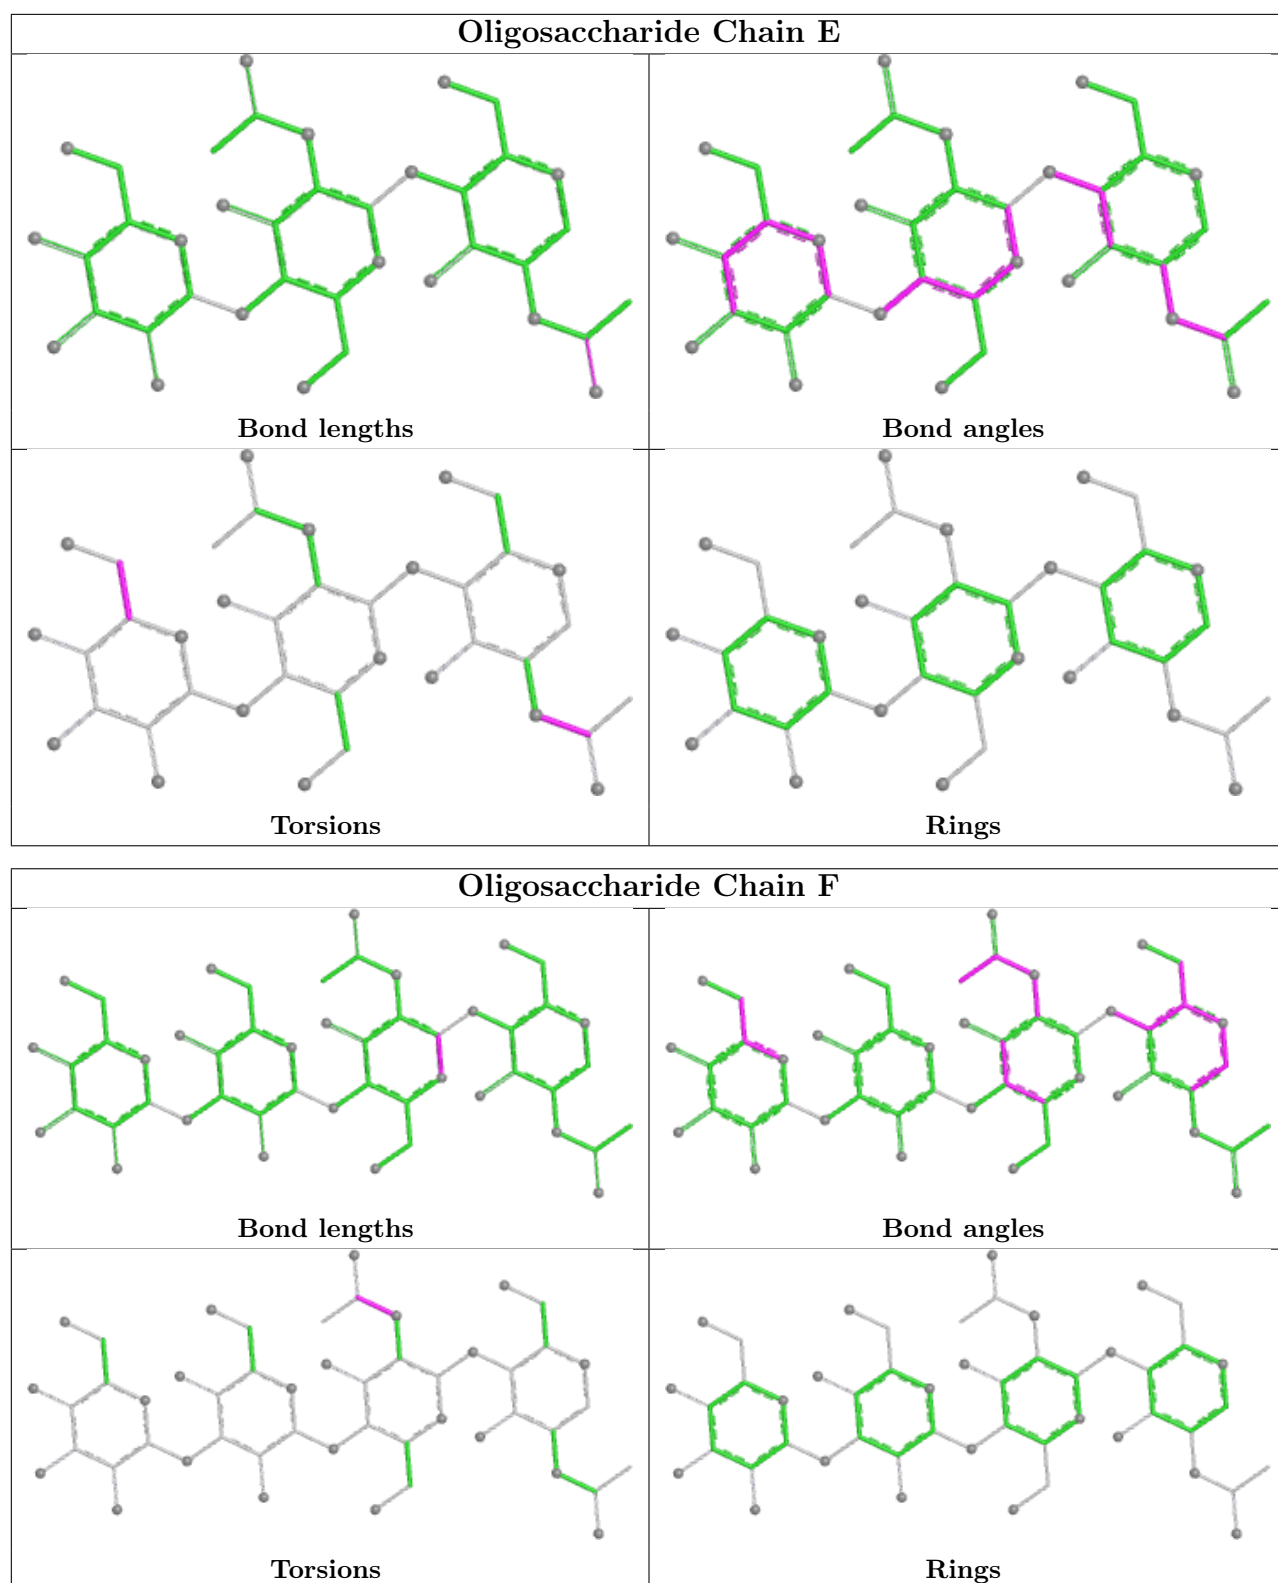 Oligosaccharide Chain E
Bond lengths
Bond angles
Torsions
Rings
Oligosaccharide Chain F
Bond lengths
Bond angles
Torsions
Rings